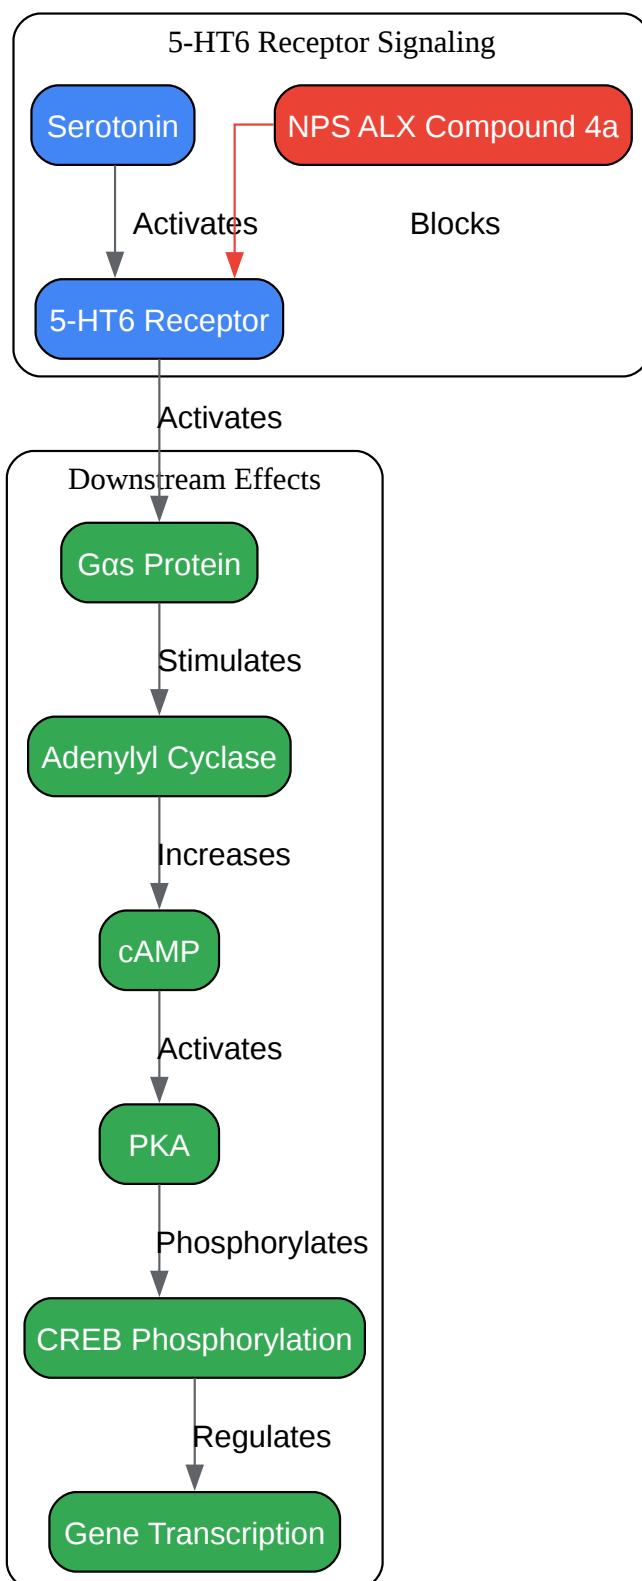 5-HT6 Receptor Signaling
Serotonin
NPS ALX Compound 4a
Activates
Blocks
5-HT6 Receptor
Activates
Downstream Effects
Gαs Protein
Stimulates
Adenylyl Cyclase
Increases
cAMP
Activates
PKA
Phosphorylates
CREB Phosphorylation
Regulates
Gene Transcription